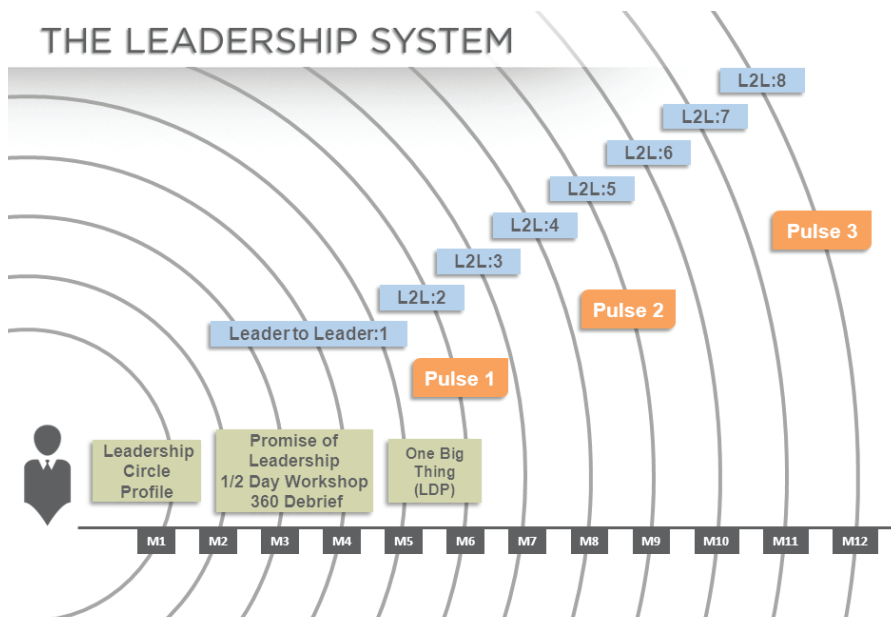 THE LEADERSHIP SYSTEM
L2L:8
L2L:7
L2L:6
L2L:5
L2L:4
Pulse 3
L2L:3
L2L:2
Pulse 2
Leader to Leader:1
Pulse 1
Leadership
Circle
Profile
Promise of
Leadership
1/2 Day Workshop
360 Debrief
One Big
Thing
(LDP)
M1
M2
M3
M4
M5
M6
M7
M8
M9
M10
M11
M12